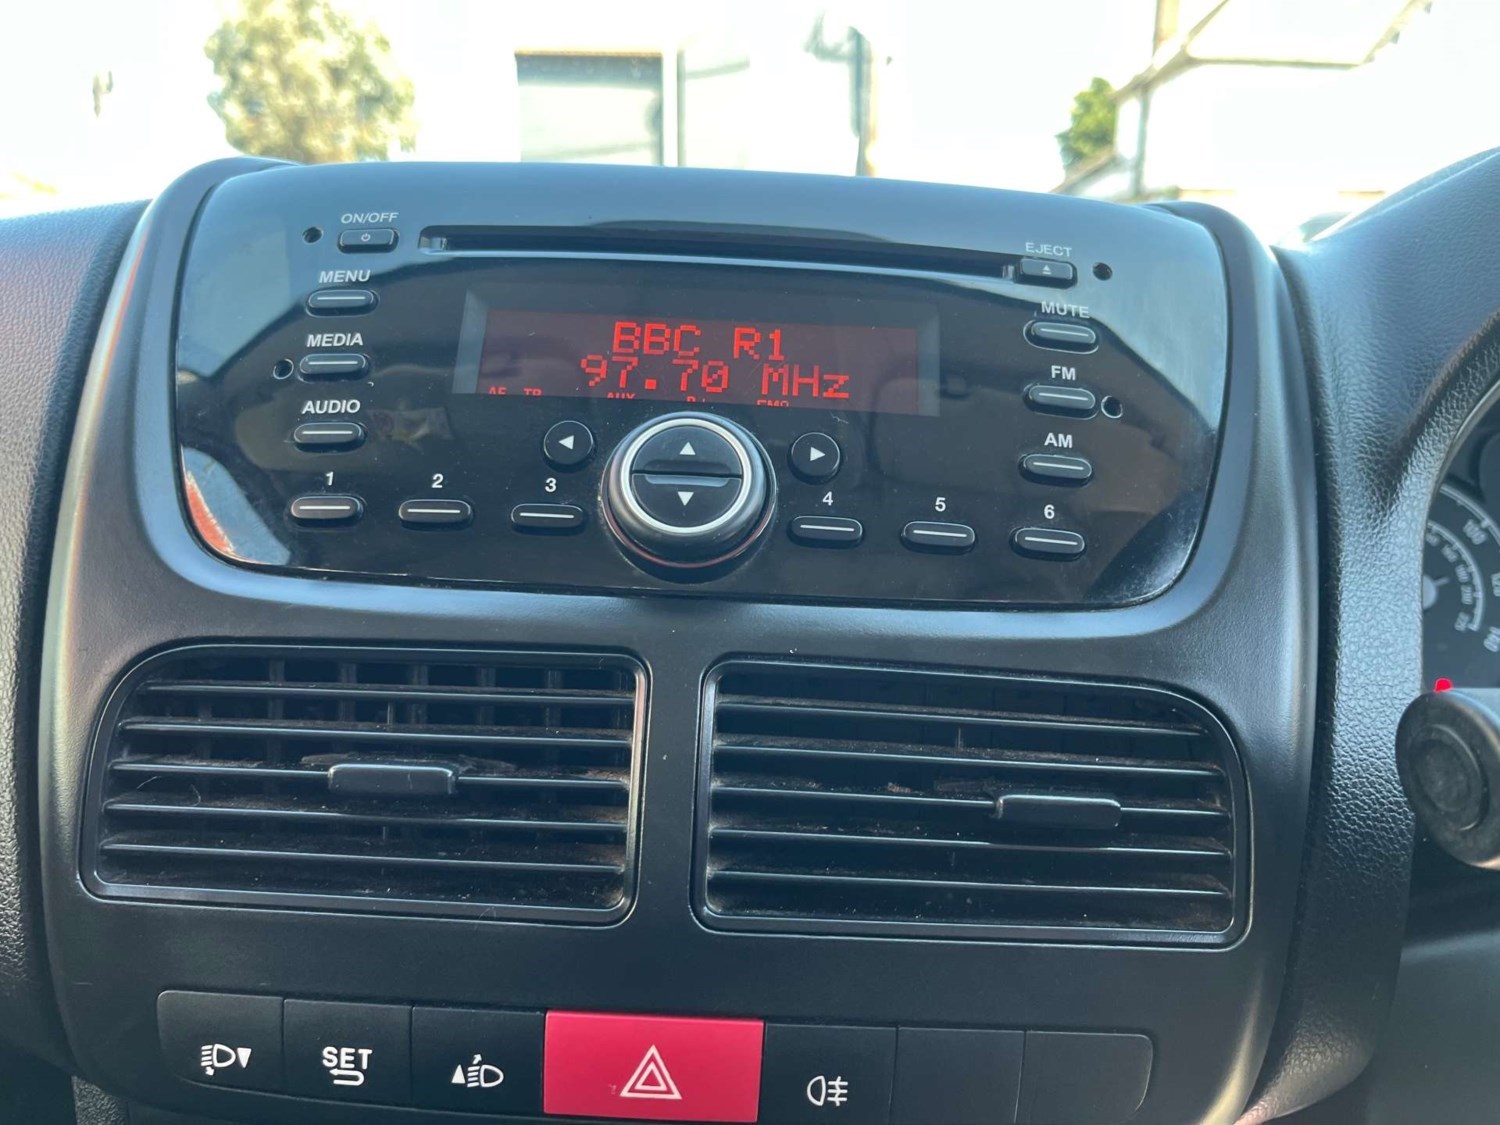 ON/OFF
EJECT
MENU
MUTE
BBC R1
97.70 MHz
MEDIA
FM
AUDIO
AM
1
2
3
4
5
6
SET